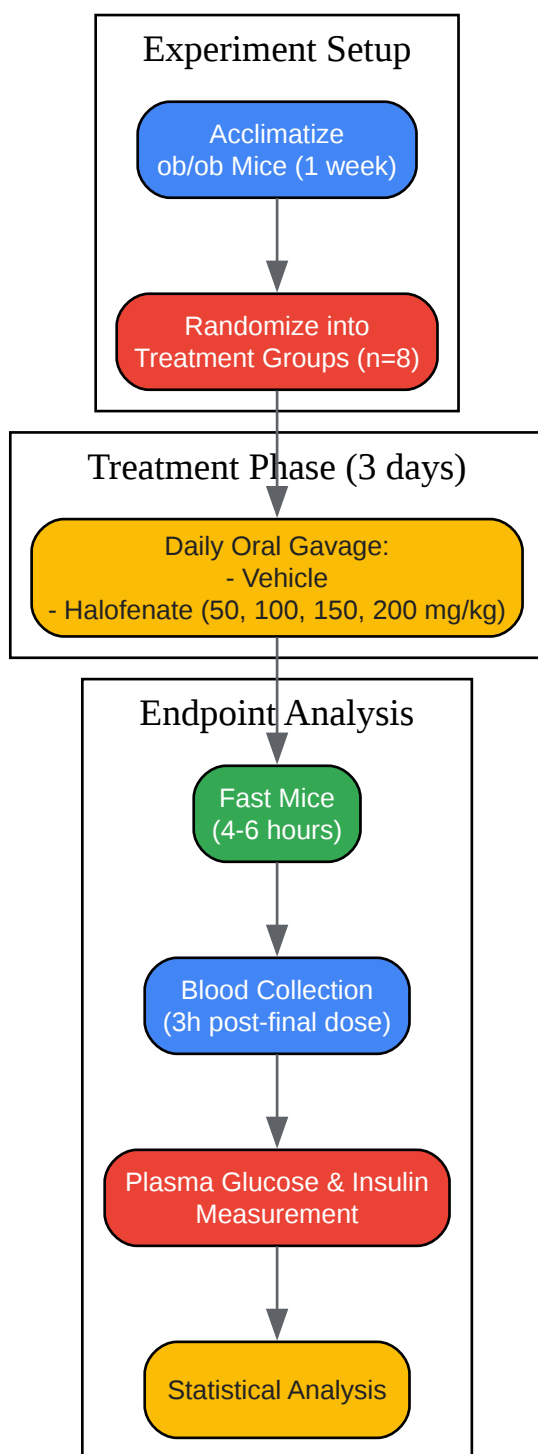 Experiment Setup
Acclimatize
ob/ob Mice (1 week)
Randomize into
Treatment Groups (n=8)
Treatment Phase (3 days)
Daily Oral Gavage:
- Vehicle
- Halofenate (50, 100, 150, 200 mg/kg)
Endpoint Analysis
Fast Mice
(4-6 hours)
Blood Collection
(3h post-final dose)
Plasma Glucose & Insulin
Measurement
Statistical Analysis